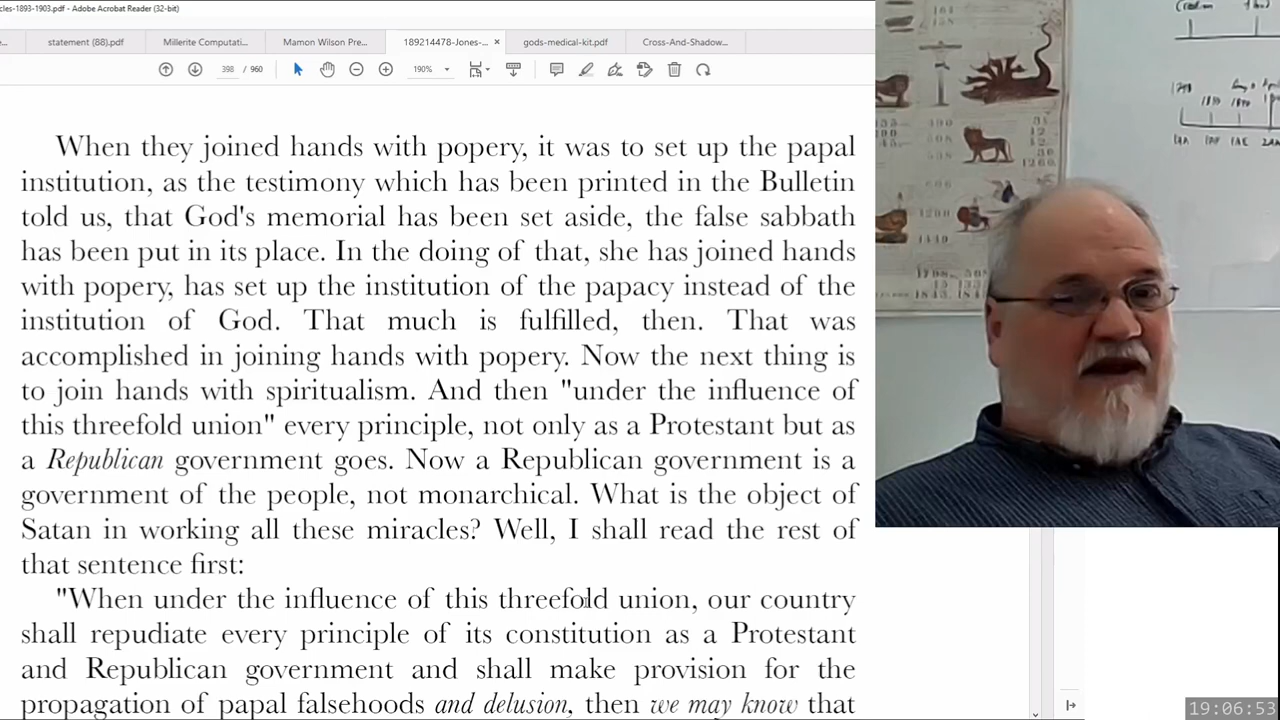 cles-1893-1903.pdf - Adobe Acrobat Reader (32-bit)
e... statement (88).pdf Millerite Computati... Mamon Wilson Pre... 189214478-Jones-... × gods-medical-kit.pdf Cross-And-Shadow...
398 / 960 190%
When they joined hands with popery, it was to set up the papal
institution, as the testimony which has been printed in the Bulletin
told us, that God's memorial has been set aside, the false sabbath
has been put in its place. In the doing of that, she has joined hands
with popery, has set up the institution of the papacy instead of the
institution of God. That much is fulfilled, then. That was
accomplished in joining hands with popery. Now the next thing is
to join hands with spiritualism. And then "under the influence of
this threefold union" every principle, not only as a Protestant but as
a Republican government goes. Now a Republican government is a
government of the people, not monarchical. What is the object of
Satan in working all these miracles? Well, I shall read the rest of
that sentence first:
"When under the influence of this threefold union, our country
shall repudiate every principle of its constitution as a Protestant
and Republican government and shall make provision for the
propagation of papal falsehoods and delusion, then we may know that
19:06:53